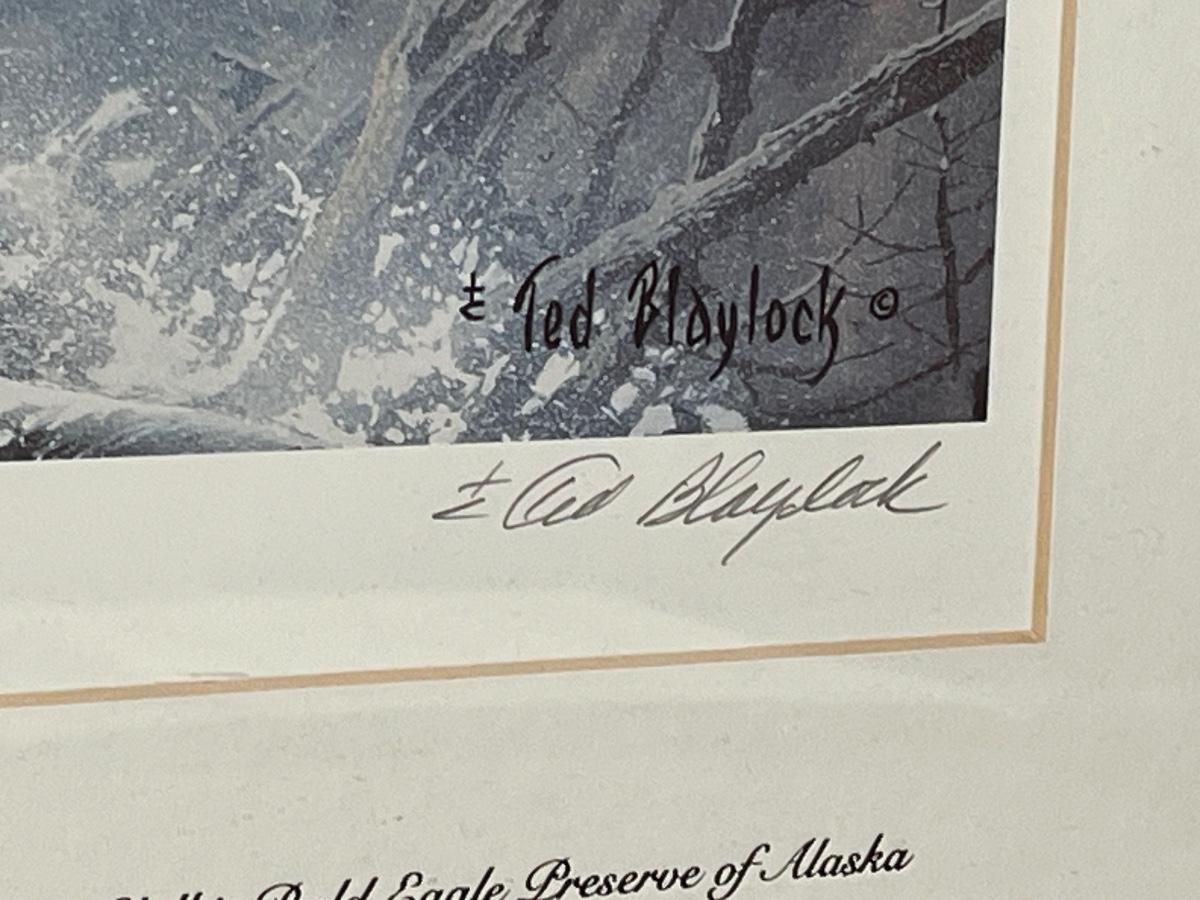 ± Ted Blaylock ©
± Ted Blaylock
Bald Eagle Preserve of Alaska